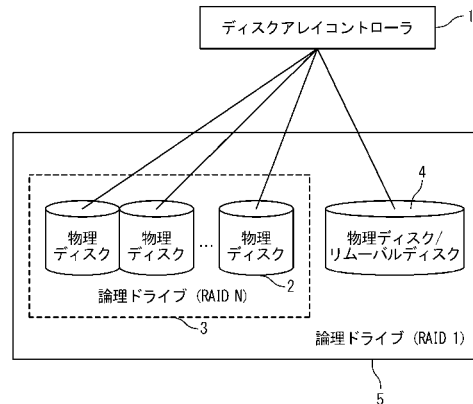 ディスクアレイコントローラ
1
4
物理
ディスク
物理
ディスク
...
物理
ディスク
2
物理ディスク/
リムーバルディスク
論理ドライブ (RAID N)
3
論理ドライブ (RAID 1)
5